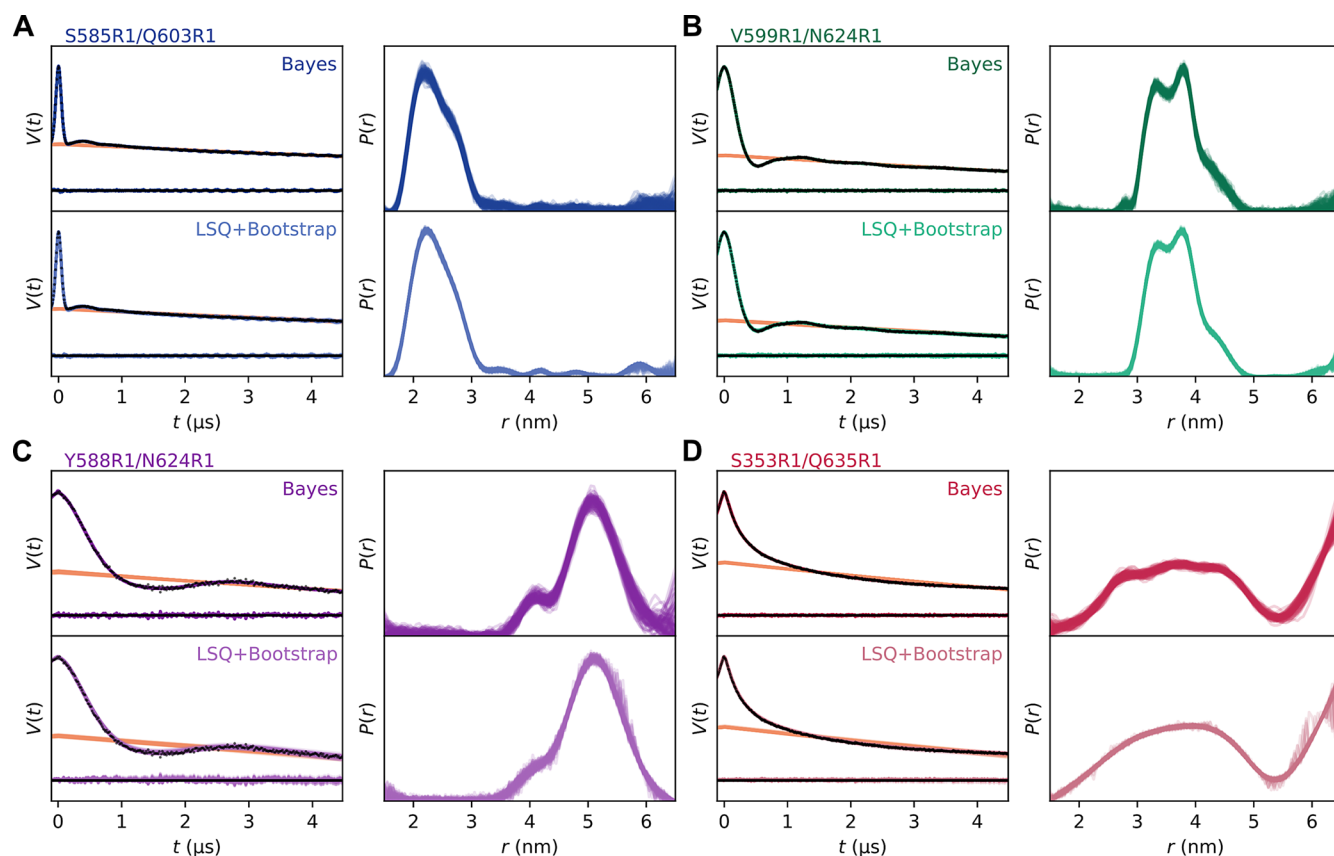 A
S585R1/Q603R1
Bayes
V(t)
P(r)
LSQ+Bootstrap
V(t)
P(r)
0 1 2 3 4
t (µs)
2 3 4 5 6
r (nm)
B
V599R1/N624R1
Bayes
V(t)
P(r)
LSQ+Bootstrap
V(t)
P(r)
0 1 2 3 4
t (µs)
2 3 4 5 6
r (nm)
C
Y588R1/N624R1
Bayes
V(t)
P(r)
LSQ+Bootstrap
V(t)
P(r)
0 1 2 3 4
t (µs)
2 3 4 5 6
r (nm)
D
S353R1/Q635R1
Bayes
V(t)
P(r)
LSQ+Bootstrap
V(t)
P(r)
0 1 2 3 4
t (µs)
2 3 4 5 6
r (nm)